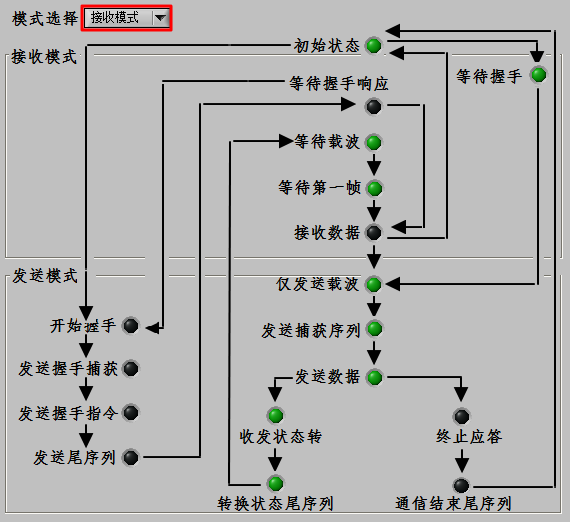 模式选择 接收模式
初始状态
接收模式
等待握手
等待握手响应
等待载波
等待第一帧
接收数据
发送模式
仅发送载波
开始握手
发送捕获序列
发送握手捕获
发送数据
发送握手指令
收发状态转
终止应答
发送尾序列
转换状态尾序列
通信结束尾序列